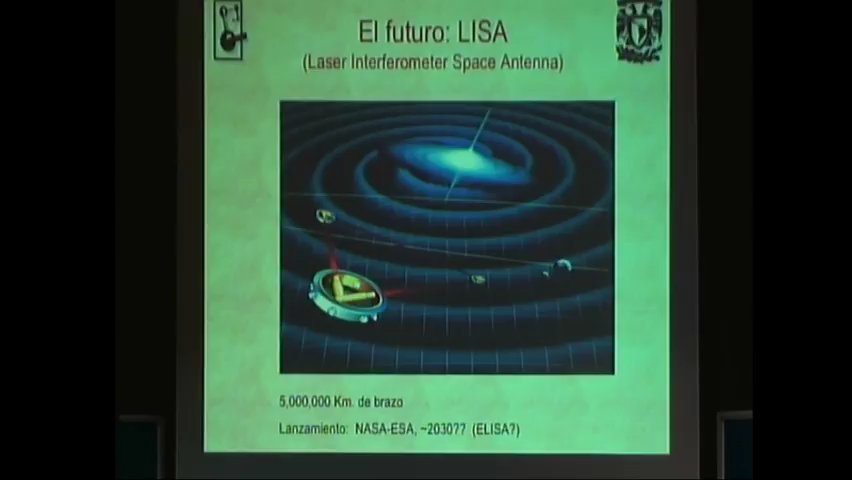 El futuro: LISA
(Laser Interferometer Space Antenna)
5,000,000 Km. de brazo
Lanzamiento: NASA-ESA, ~2030?? (ELISA?)